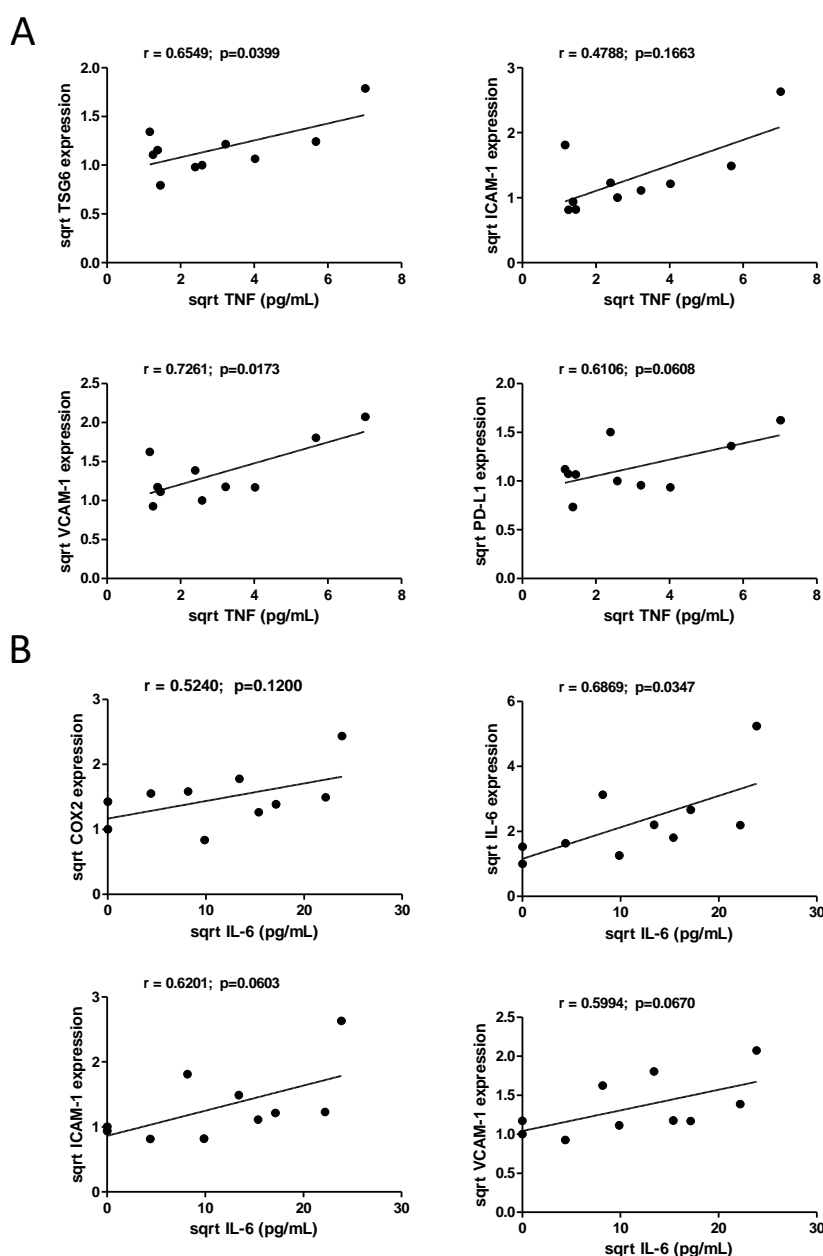 A
r = 0.6549; p=0.0399
sqrt TSG6 expression
2.0
1.5
1.0
0.5
0.0
0 2 4 6 8
sqrt TNF (pg/mL)
r = 0.4788; p=0.1663
sqrt ICAM-1 expression
3
2
1
0
0 2 4 6 8
sqrt TNF (pg/mL)
r = 0.7261; p=0.0173
sqrt VCAM-1 expression
2.5
2.0
1.5
1.0
0.5
0.0
0 2 4 6 8
sqrt TNF (pg/mL)
r = 0.6106; p=0.0608
sqrt PD-L1 expression
2.0
1.5
1.0
0.5
0.0
0 2 4 6 8
sqrt TNF (pg/mL)
B
r = 0.5240; p=0.1200
sqrt COX2 expression
3
2
1
0
0 10 20 30
sqrt IL-6 (pg/mL)
r = 0.6869; p=0.0347
sqrt IL-6 expression
6
4
2
0
0 10 20 30
sqrt IL-6 (pg/mL)
r = 0.6201; p=0.0603
sqrt ICAM-1 expression
3
2
1
0
0 10 20 30
sqrt IL-6 (pg/mL)
r = 0.5994; p=0.0670
sqrt VCAM-1 expression
2.5
2.0
1.5
1.0
0.5
0.0
0 10 20 30
sqrt IL-6 (pg/mL)